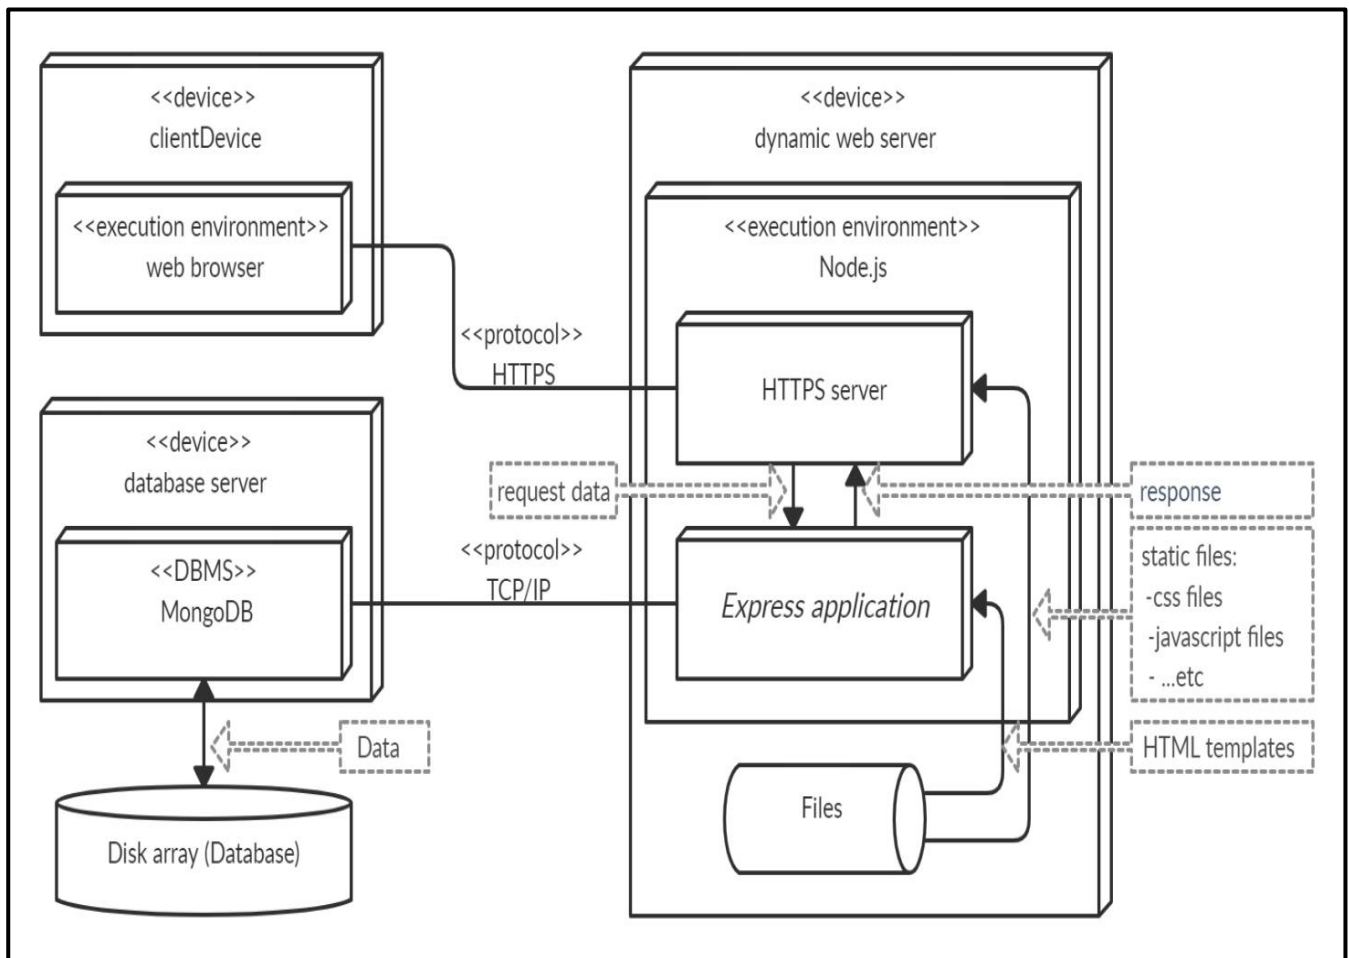 <<device>>
clientDevice
<<execution environment>>
web browser
<<device>>
dynamic web server
<<execution environment>>
Node.js
<<protocol>>
HTTPS
HTTPS server
<<device>>
database server
<<DBMS>>
MongoDB
request data
response
<<protocol>>
TCP/IP
Express application
static files:
-css files
-javascript files
- ...etc
Data
HTML templates
Files
Disk array (Database)